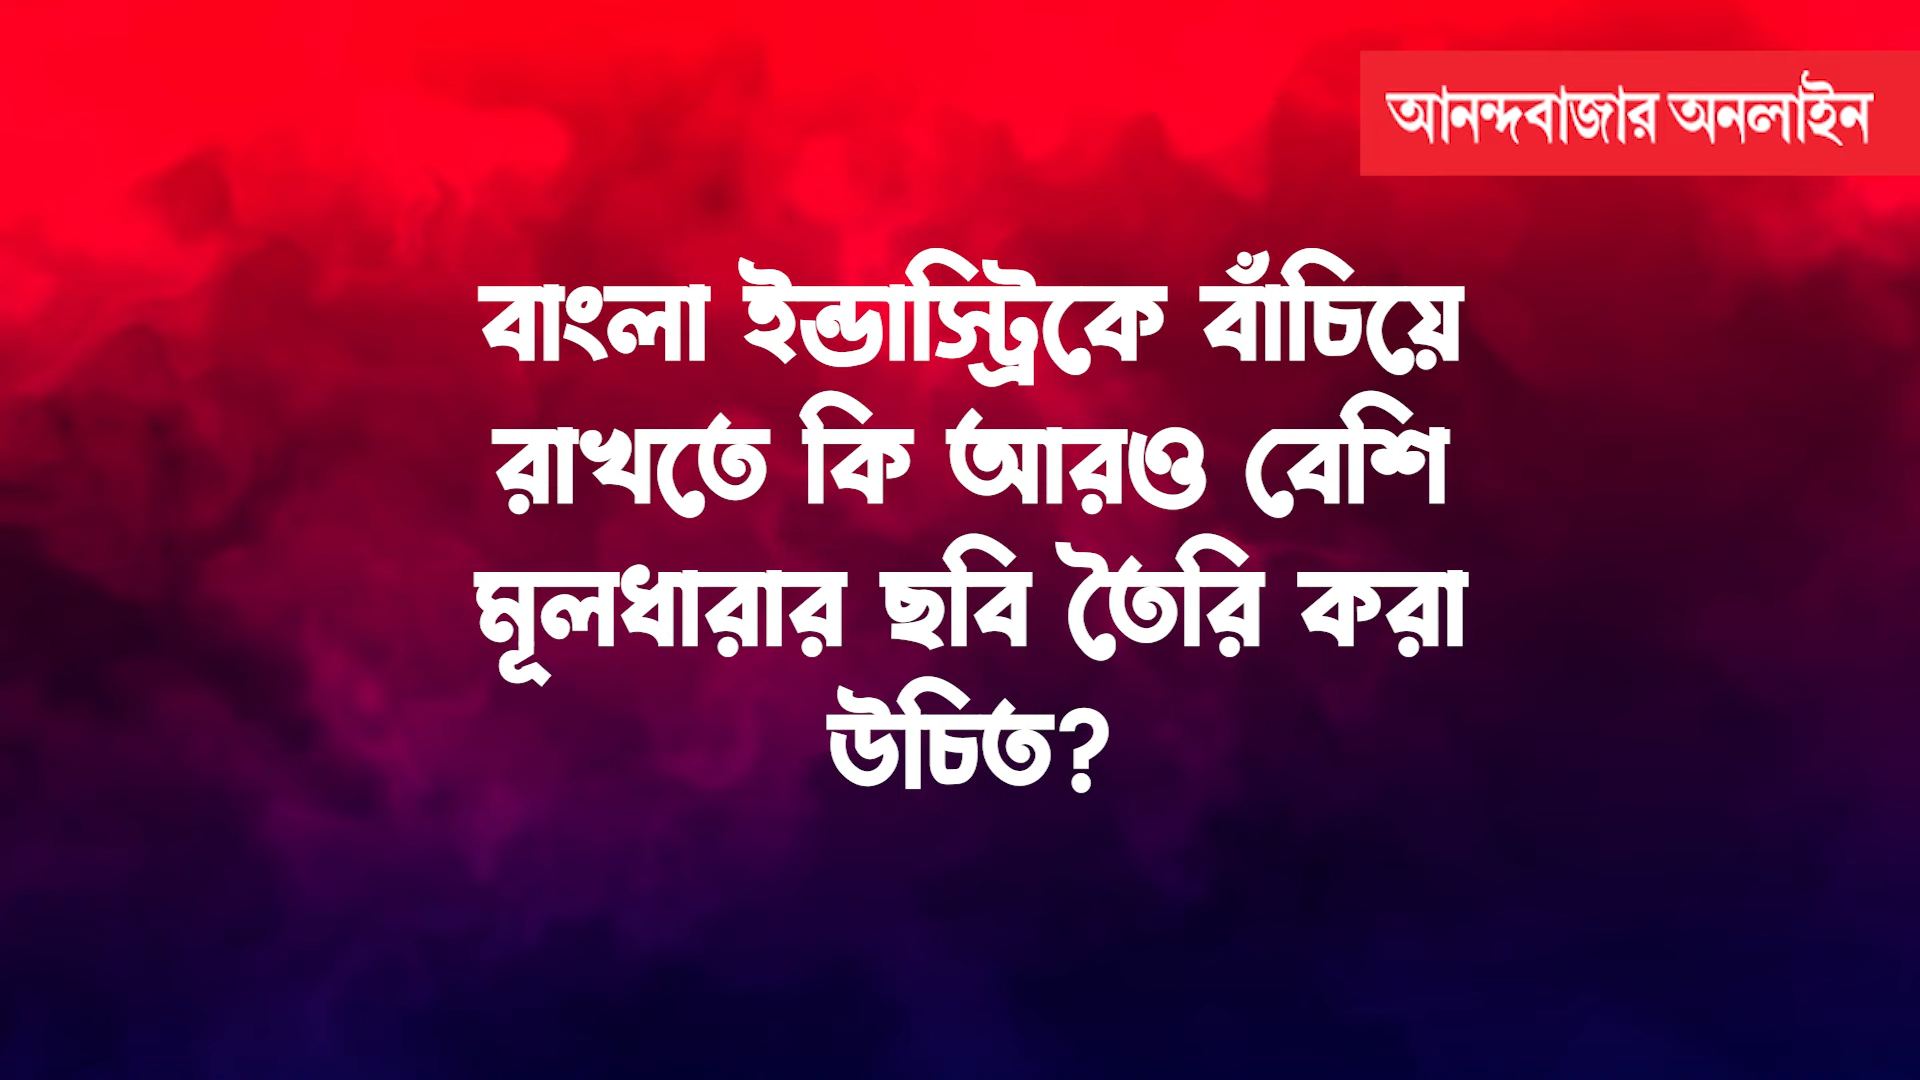 আনন্দবাজার অনলাইন
বাংলা ইন্ডাস্ট্রিকে বাঁচিয়ে
রাখতে কি আরও বেশি
মূলধারার ছবি তৈরি করা
উচিত?